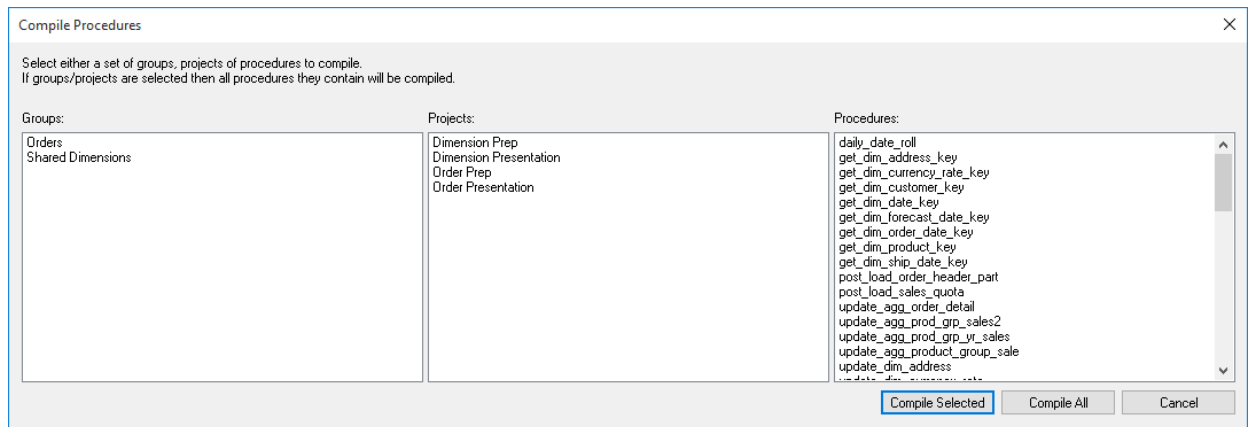 Compile Procedures
Select either a set of groups, projects of procedures to compile.
If groups/projects are selected then all procedures they contain will be compiled.
Groups:
Orders
Shared Dimensions
Projects:
Dimension Prep
Dimension Presentation
Order Prep
Order Presentation
Procedures:
daily_date_roll
get_dim_address_key
get_dim_currency_rate_key
get_dim_customer_key
get_dim_date_key
get_dim_forecast_date_key
get_dim_order_date_key
get_dim_product_key
get_dim_ship_date_key
post_load_order_header_part
post_load_sales_quota
update_agg_order_detail
update_agg_prod_grp_sales2
update_agg_prod_grp_yr_sales
update_agg_product_group_sale
update_dim_address
Compile Selected
Compile All
Cancel